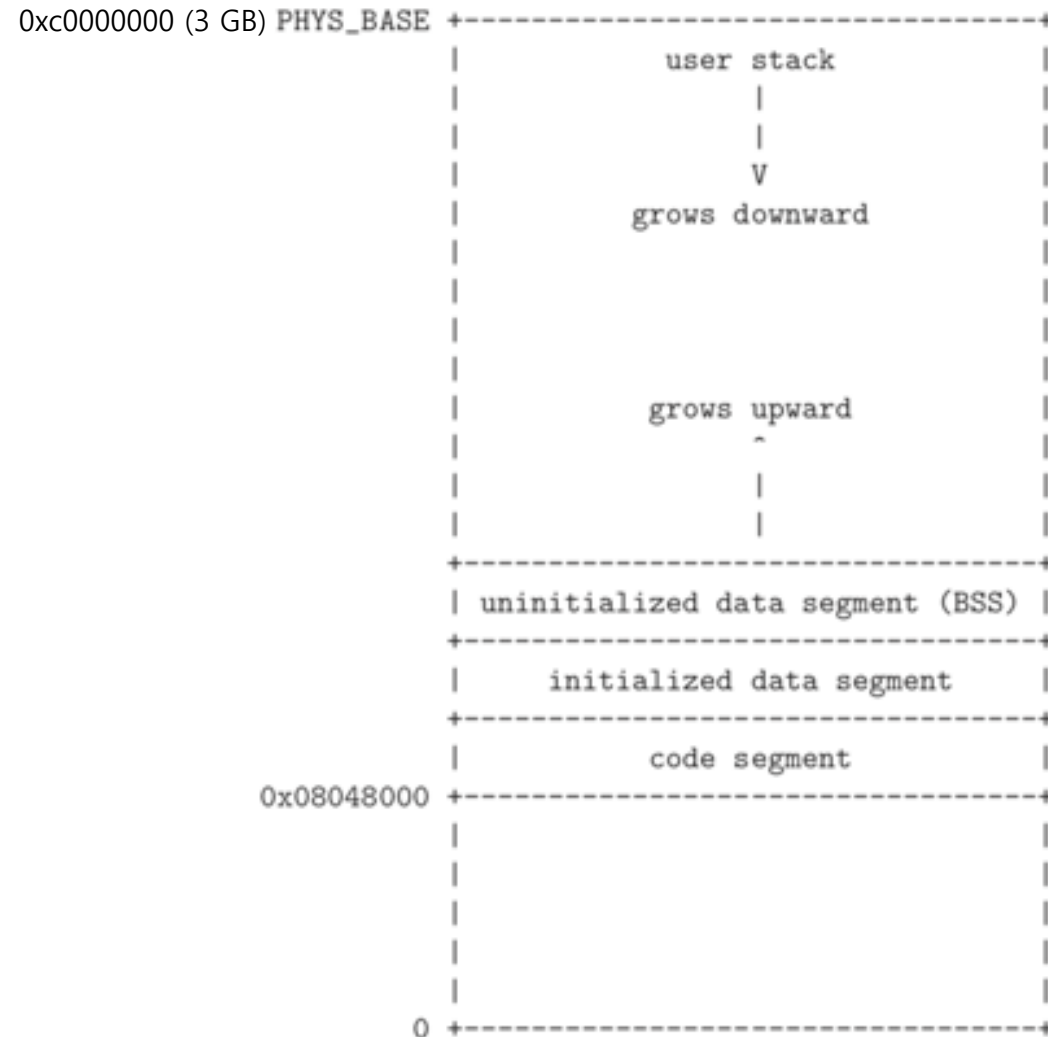 0xc0000000 (3 GB) PHYS_BASE +----------------------------------+
|             user stack            |
|                 |                 |
|                 |                 |
|                 V                 |
|          grows downward           |
|                                   |
|                                   |
|                                   |
|                                   |
|           grows upward            |
|                 ^                 |
|                 |                 |
|                 |                 |
+----------------------------------+
| uninitialized data segment (BSS)  |
+----------------------------------+
|     initialized data segment      |
+----------------------------------+
|           code segment            |
0x08048000 +----------------------------------+
|                                   |
|                                   |
|                                   |
|                                   |
|                                   |
0 +----------------------------------+